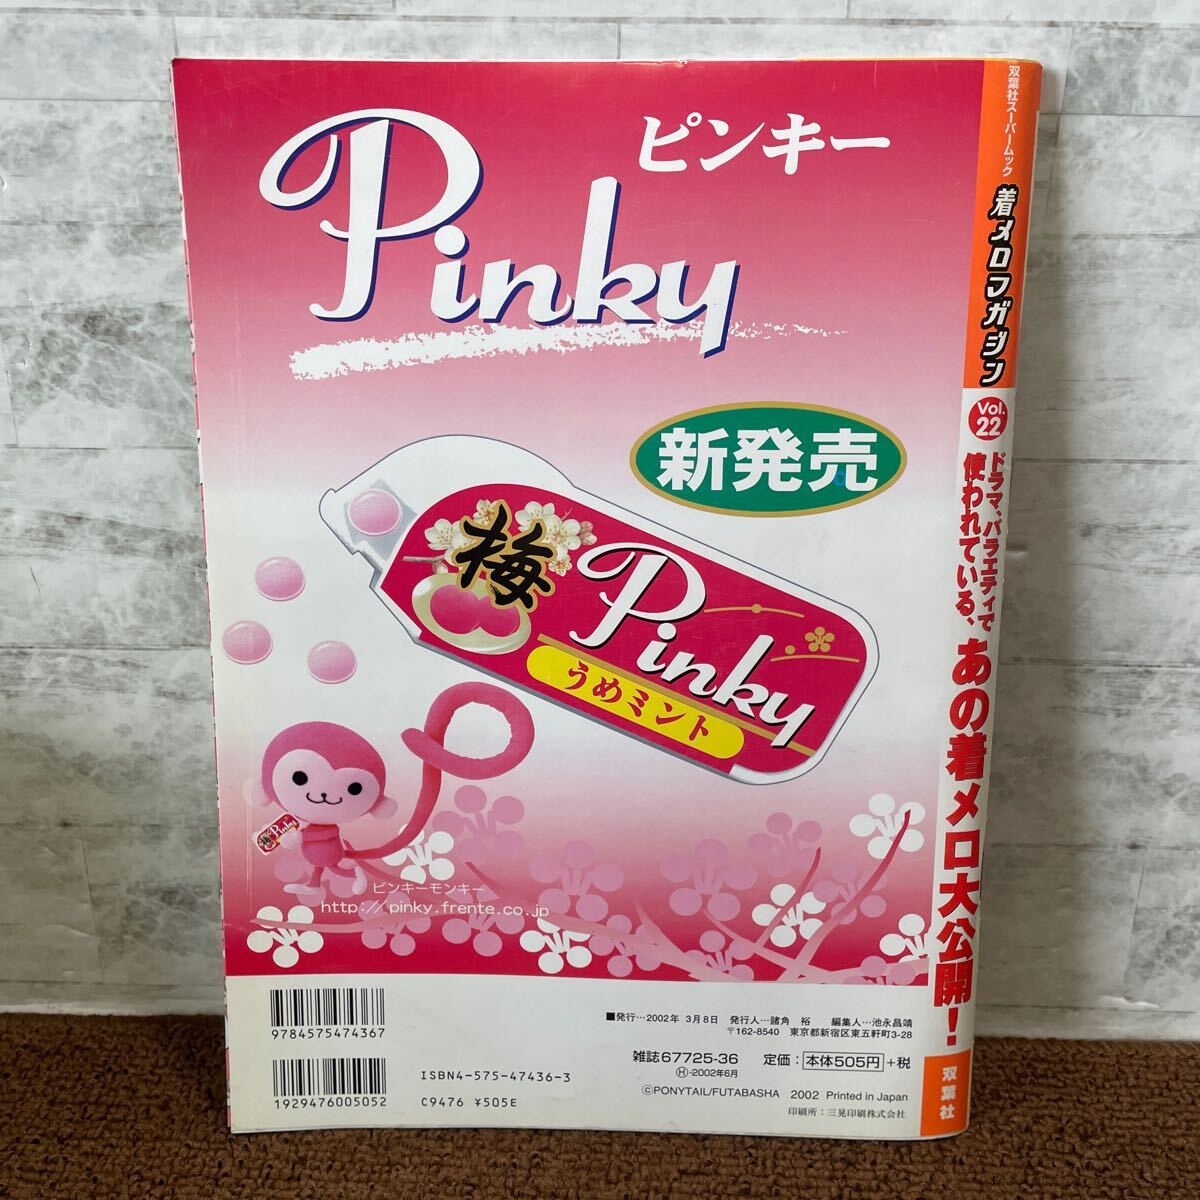 Pinky
ピンキー
新発売
梅
Pinky
うめミント
Pinky
ピンキーモンキー
http://pinky.frente.co.jp
9784575474367
1929476005052
ISBN4-575-47436-3
C9476 ¥505E
■発行…2002年 3月8日 発行人…諸角 裕 編集人…池永昌靖
〒162-8540 東京都新宿区東五軒町3-28
雑誌67725-36 定価:本体505円+税
Ⓗ-2002年6月
©PONYTAIL/FUTABASHA 2002 Printed in Japan
印刷所:三晃印刷株式会社
双葉社スーパームック
着メロマガジン
Vol.
22
ドラマ、バラエティで
使われている、
あの着メロ大公開!
双葉社